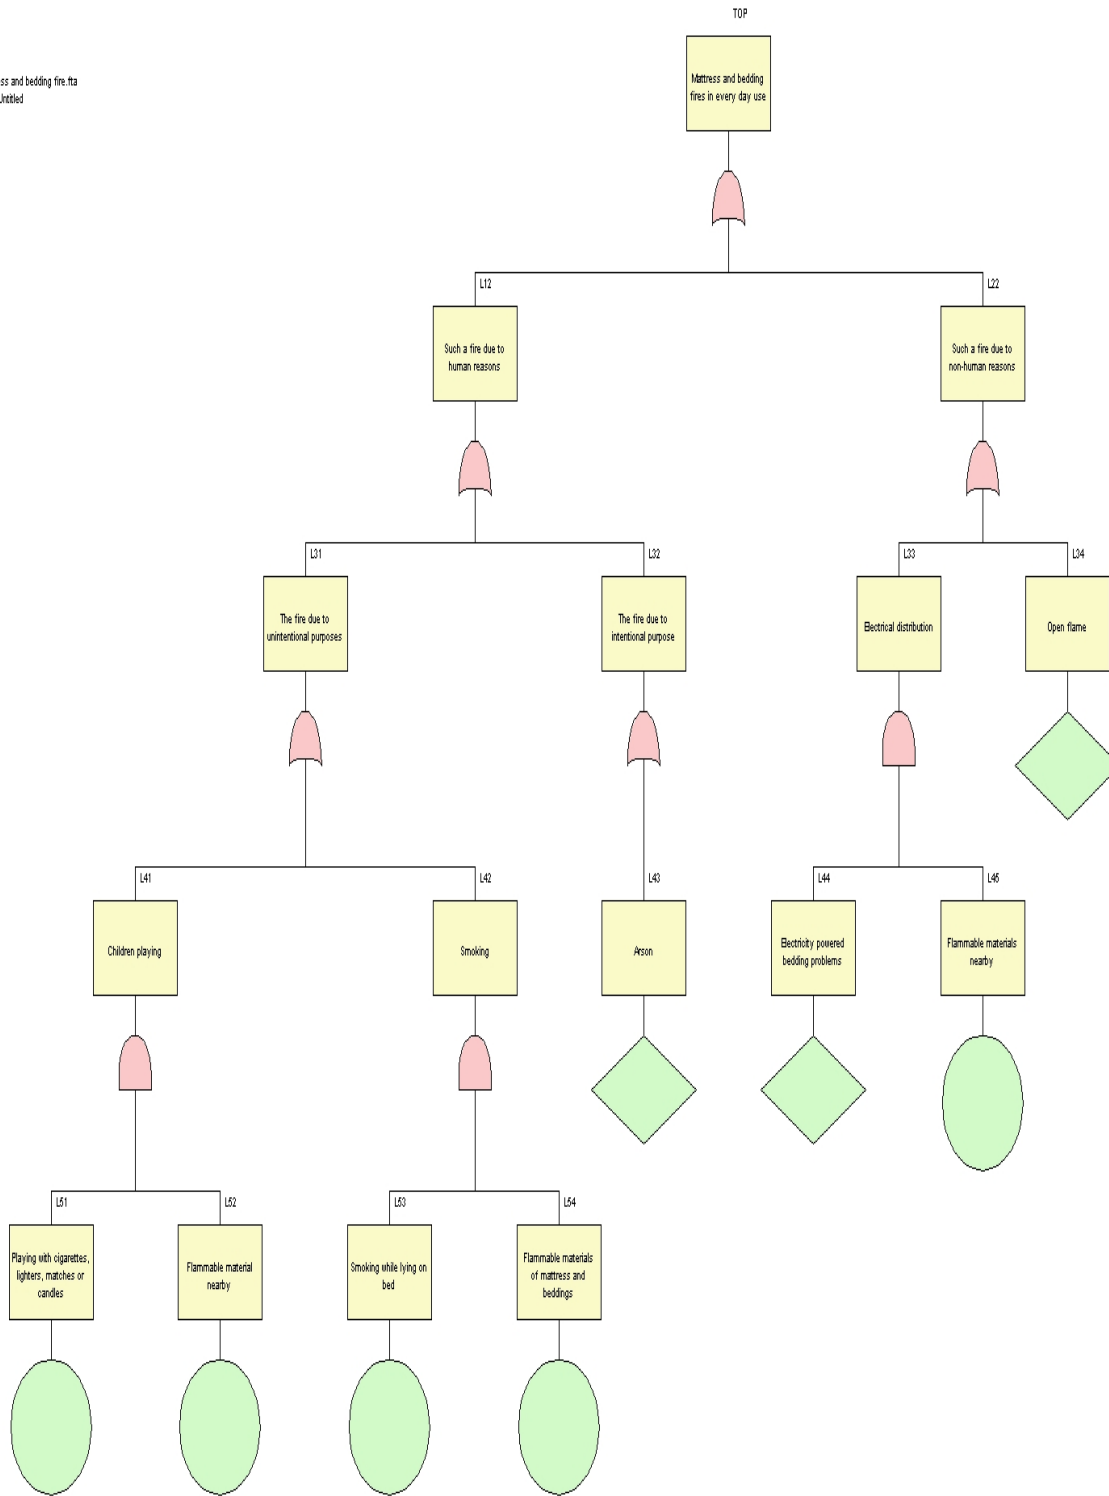 TOP
ss and bedding fire.fta
Untitled
Mattress and bedding
fires in every day use
L12
L22
Such a fire due to
human reasons
Such a fire due to
non-human reasons
L31
L32
L33
L34
The fire due to
unintentional purposes
The fire due to
intentional purpose
Electrical distribution
Open flame
L41
L42
L43
L44
L45
Children playing
Smoking
Arson
Electricity powered
bedding problems
Flammable materials
nearby
L51
L52
L53
L54
Playing with cigarettes,
lighters, matches or
candles
Flammable material
nearby
Smoking while lying on
bed
Flammable materials
of mattress and
beddings